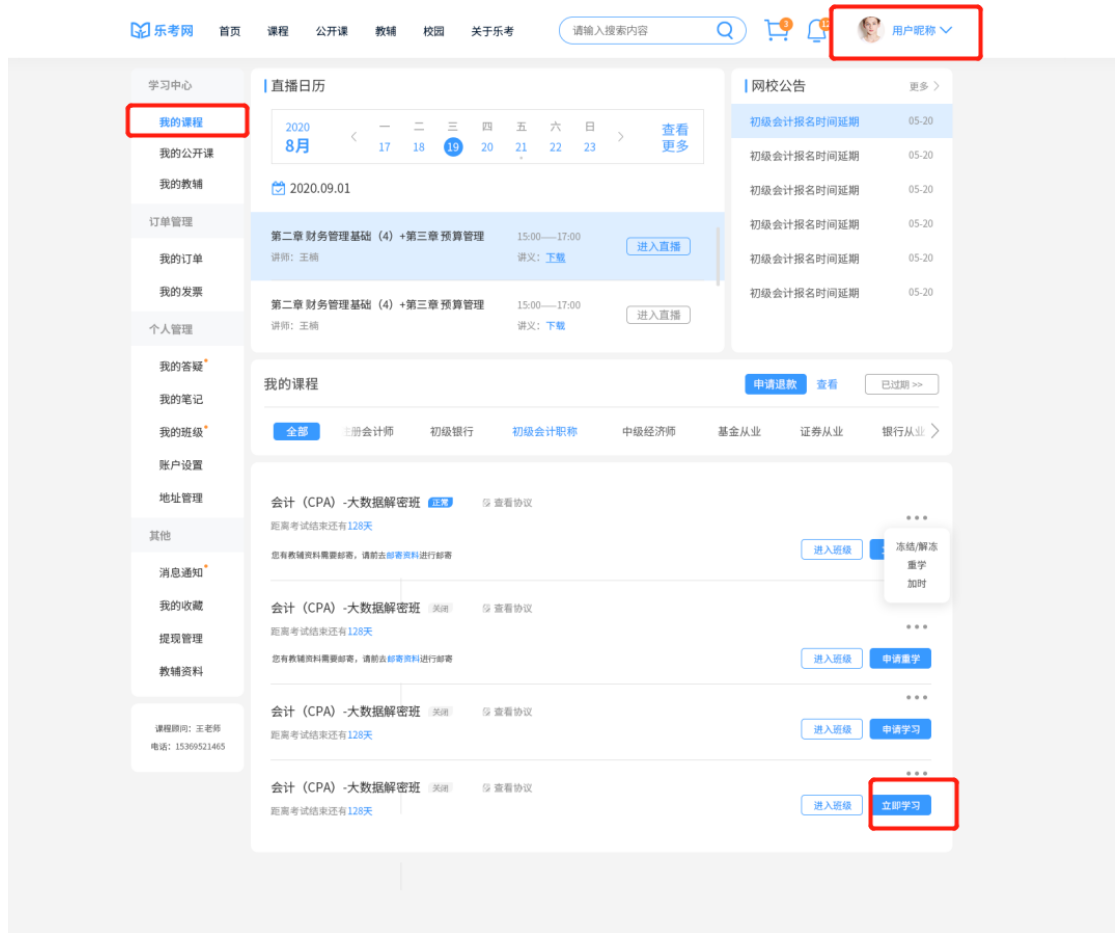 乐考网 首页 课程 公开课 教辅 校园 关于乐考 请输入搜索内容 3 用户昵称
学习中心
我的课程
我的公开课
我的教辅
订单管理
我的订单
我的发票
个人管理
我的答疑
我的笔记
我的班级
账户设置
地址管理
其他
消息通知
我的收藏
提现管理
教辅资料
课程顾问：王老师
电话：15369521465
直播日历
2020
8月
一 二 三 四 五 六 日
17 18 19 20 21 22 23
查看
更多
2020.09.01
第二章 财务管理基础（4）+第三章 预算管理 15:00——17:00 进入直播
讲师：王楠 讲义：下载
第二章 财务管理基础（4）+第三章 预算管理 15:00——17:00 进入直播
讲师：王楠 讲义：下载
网校公告 更多 >
初级会计报名时间延期 05-20
初级会计报名时间延期 05-20
初级会计报名时间延期 05-20
初级会计报名时间延期 05-20
初级会计报名时间延期 05-20
初级会计报名时间延期 05-20
我的课程 申请退款 查看 已过期 >>
全部 册会计师 初级银行 初级会计职称 中级经济师 基金从业 证券从业 银行从业
会计（CPA）-大数据解密班 正常 查看协议
距离考试结束还有128天
您有教辅资料需要邮寄，请前去邮寄资料进行邮寄
进入班级
冻结/解冻
重学
加时
会计（CPA）-大数据解密班 关闭 查看协议
距离考试结束还有128天
您有教辅资料需要邮寄，请前去邮寄资料进行邮寄
进入班级 申请重学
会计（CPA）-大数据解密班 关闭 查看协议
距离考试结束还有128天
进入班级 申请学习
会计（CPA）-大数据解密班 关闭 查看协议
距离考试结束还有128天
进入班级 立即学习